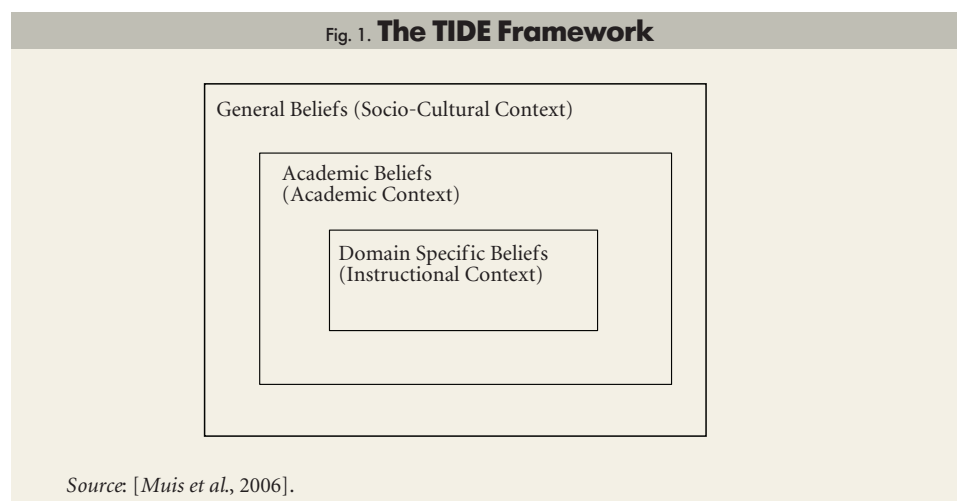 Fig. 1. The TIDE Framework
General Beliefs (Socio-Cultural Context)
Academic Beliefs
(Academic Context)
Domain Specific Beliefs
(Instructional Context)
Source: [Muis et al., 2006].